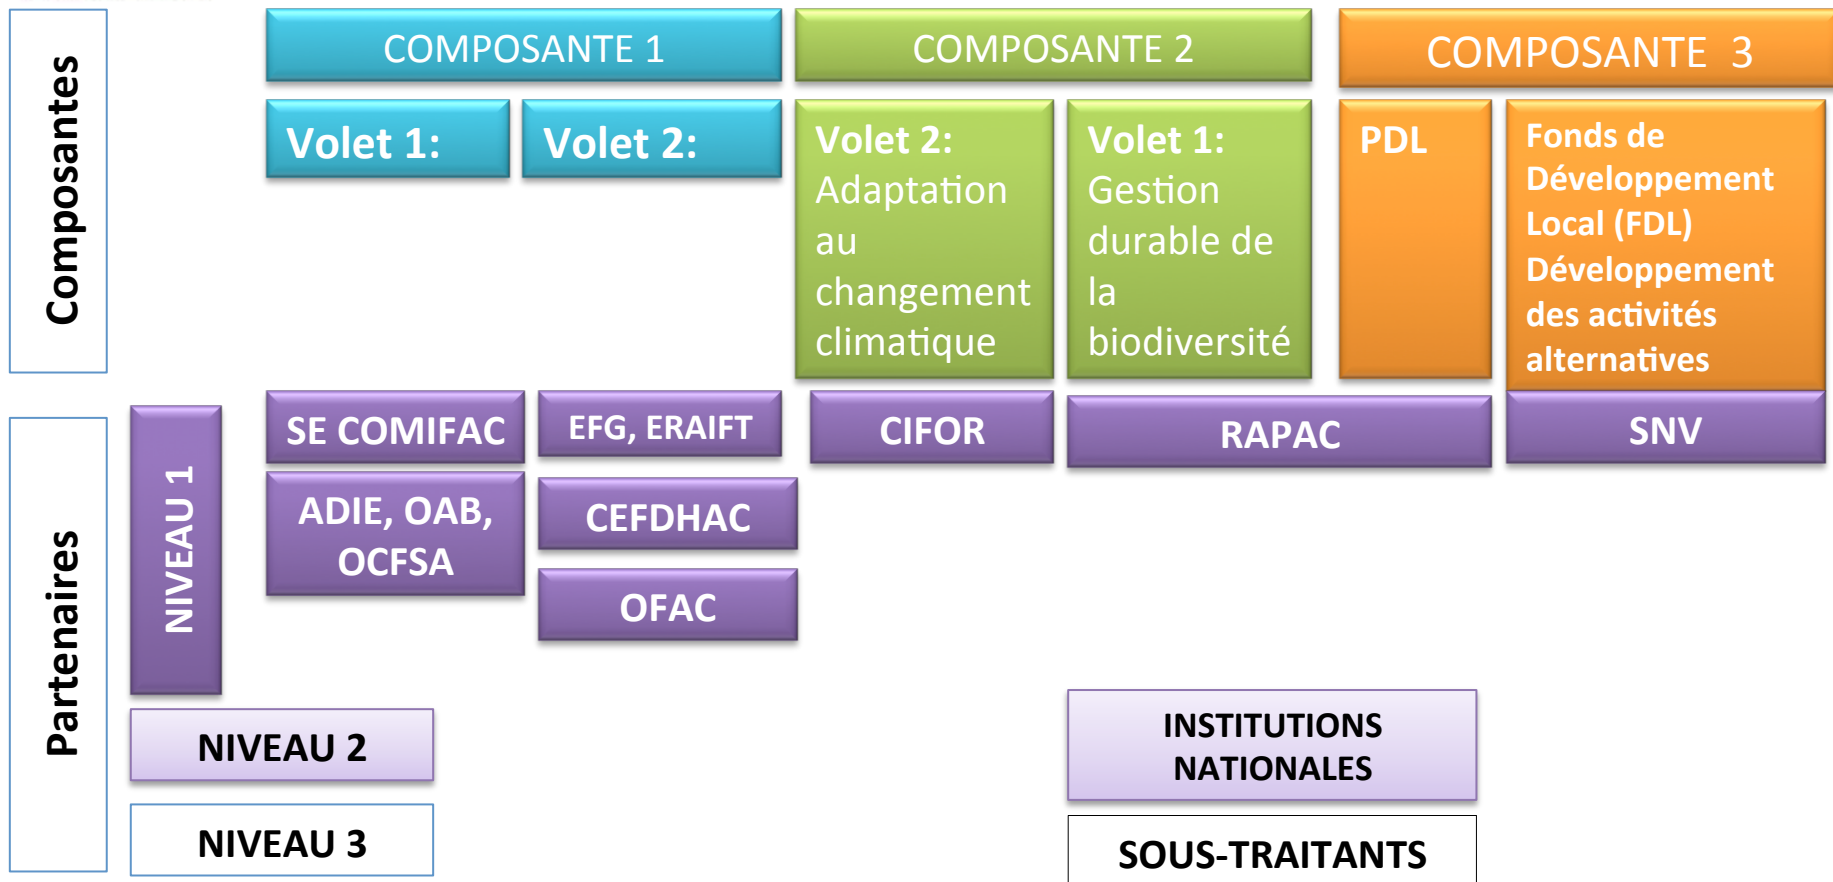 Composantes
COMPOSANTE 1
COMPOSANTE 2
COMPOSANTE 3
Volet 1:
Volet 2:
Volet 2:
Adaptation
au
changement
climatique
Volet 1:
Gestion
durable de
la
biodiversité
PDL
Fonds de
Développement
Local (FDL)
Développement
des activités
alternatives
Partenaires
NIVEAU 1
SE COMIFAC
EFG, ERAIFT
CIFOR
RAPAC
SNV
ADIE, OAB,
OCFSA
CEFDHAC
OFAC
NIVEAU 2
INSTITUTIONS
NATIONALES
NIVEAU 3
SOUS-TRAITANTS